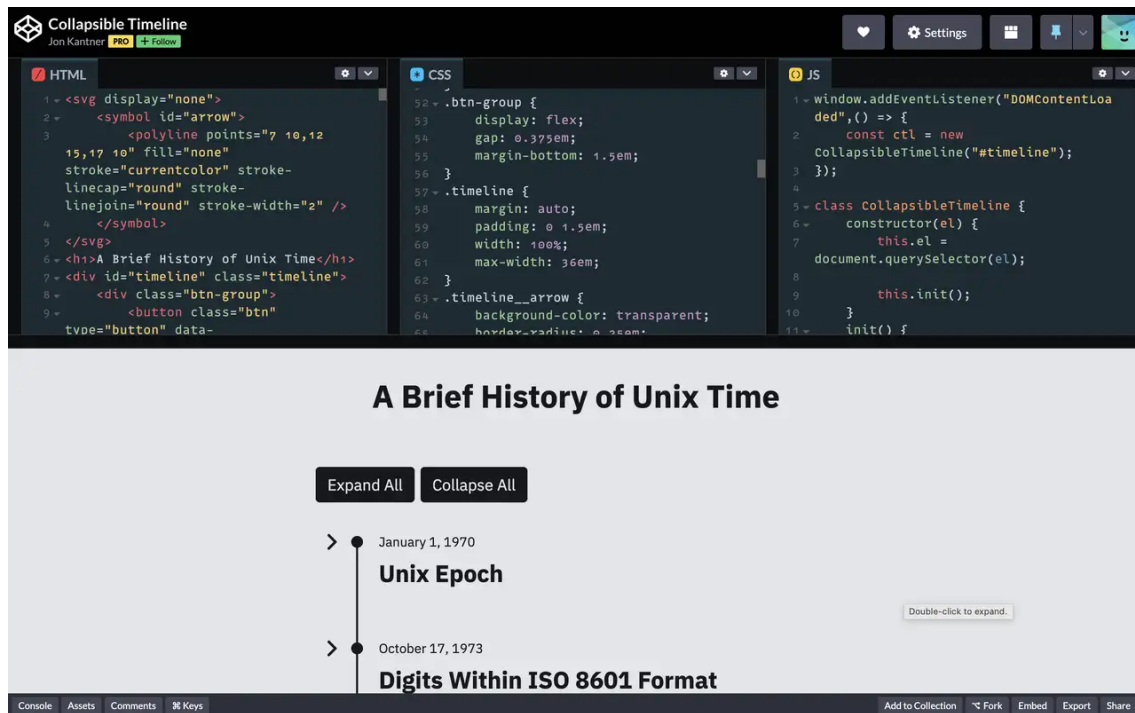 Collapsible Timeline
Jon Kantner PRO + Follow
Settings
HTML
1 <svg display="none">
2 <symbol id="arrow">
3 <polyline points="7 10,12
15,17 10" fill="none"
stroke="currentcolor" stroke-
linecap="round" stroke-
linejoin="round" stroke-width="2" />
4 </symbol>
5 </svg>
6 <h1>A Brief History of Unix Time</h1>
7 <div id="timeline" class="timeline">
8 <div class="btn-group">
9 <button class="btn"
type="button" data-
CSS
52 .btn-group {
53 display: flex;
54 gap: 0.375em;
55 margin-bottom: 1.5em;
56 }
57 .timeline {
58 margin: auto;
59 padding: 0 1.5em;
60 width: 100%;
61 max-width: 36em;
62 }
63 .timeline__arrow {
64 background-color: transparent;
65 border-radius: 0.25em;
JS
1 window.addEventListener("DOMContentLoa
ded",() => {
2 const ctl = new
CollapsibleTimeline("#timeline");
3 });
4
5 class CollapsibleTimeline {
6 constructor(el) {
7 this.el =
document.querySelector(el);
8
9 this.init();
10 }
11 init() {
A Brief History of Unix Time
Expand All Collapse All
January 1, 1970
Unix Epoch
Double-click to expand.
October 17, 1973
Digits Within ISO 8601 Format
Console Assets Comments ⌘ Keys Add to Collection Fork Embed Export Share